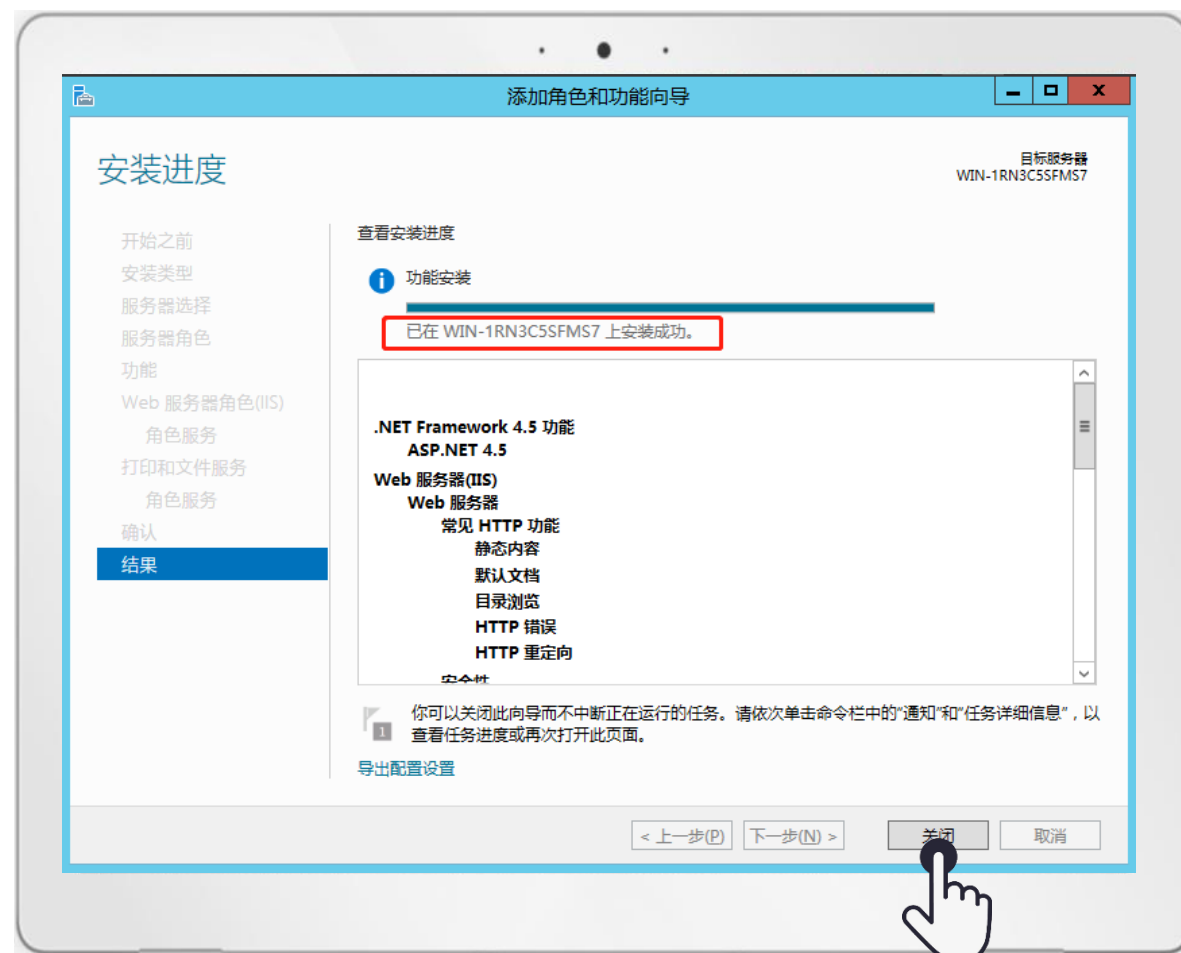 添加角色和功能向导
安装进度
目标服务器
WIN-1RN3C5SFMS7
开始之前
安装类型
服务器选择
服务器角色
功能
Web 服务器角色(IIS)
角色服务
打印和文件服务
角色服务
确认
结果
查看安装进度
功能安装
已在 WIN-1RN3C5SFMS7 上安装成功。
.NET Framework 4.5 功能
ASP.NET 4.5
Web 服务器(IIS)
Web 服务器
常见 HTTP 功能
静态内容
默认文档
目录浏览
HTTP 错误
HTTP 重定向
安全性
1
你可以关闭此向导而不中断正在运行的任务。请依次单击命令栏中的“通知”和“任务详细信息”，以
查看任务进度或再次打开此页面。
导出配置设置
< 上一步(P)
下一步(N) >
关闭
取消